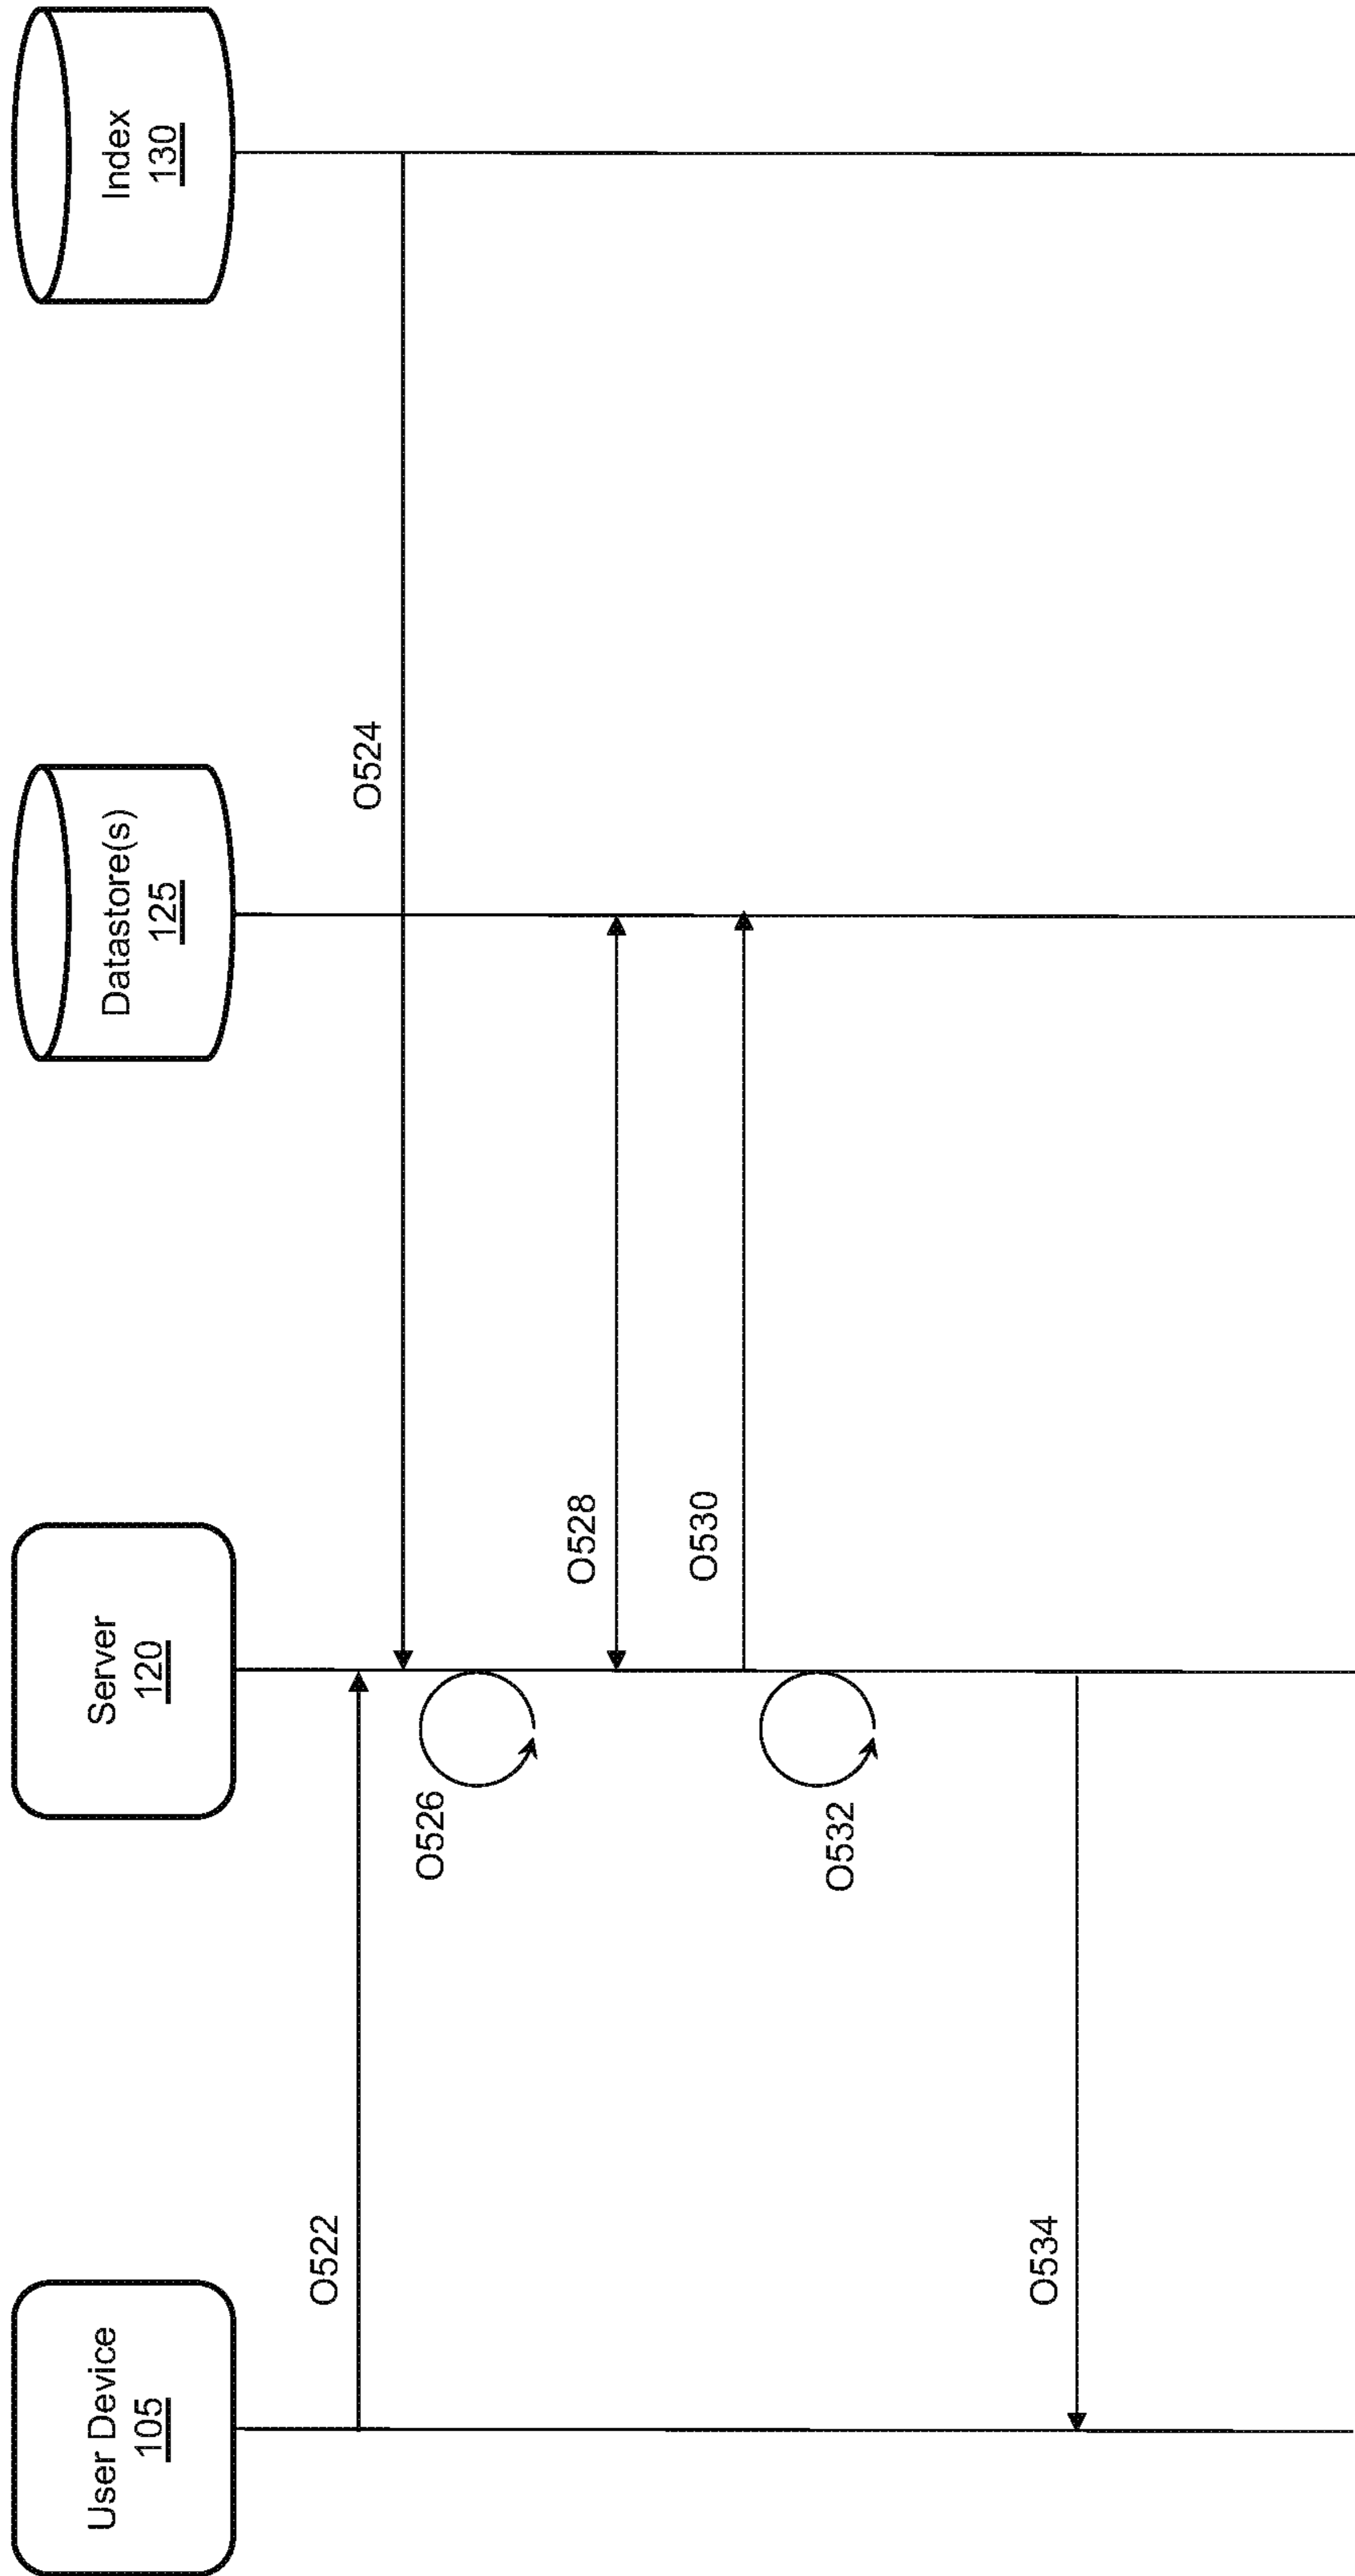 User Device
105
Server
120
Datastore(s)
125
Index
130
O522
O524
O526
O528
O530
O532
O534